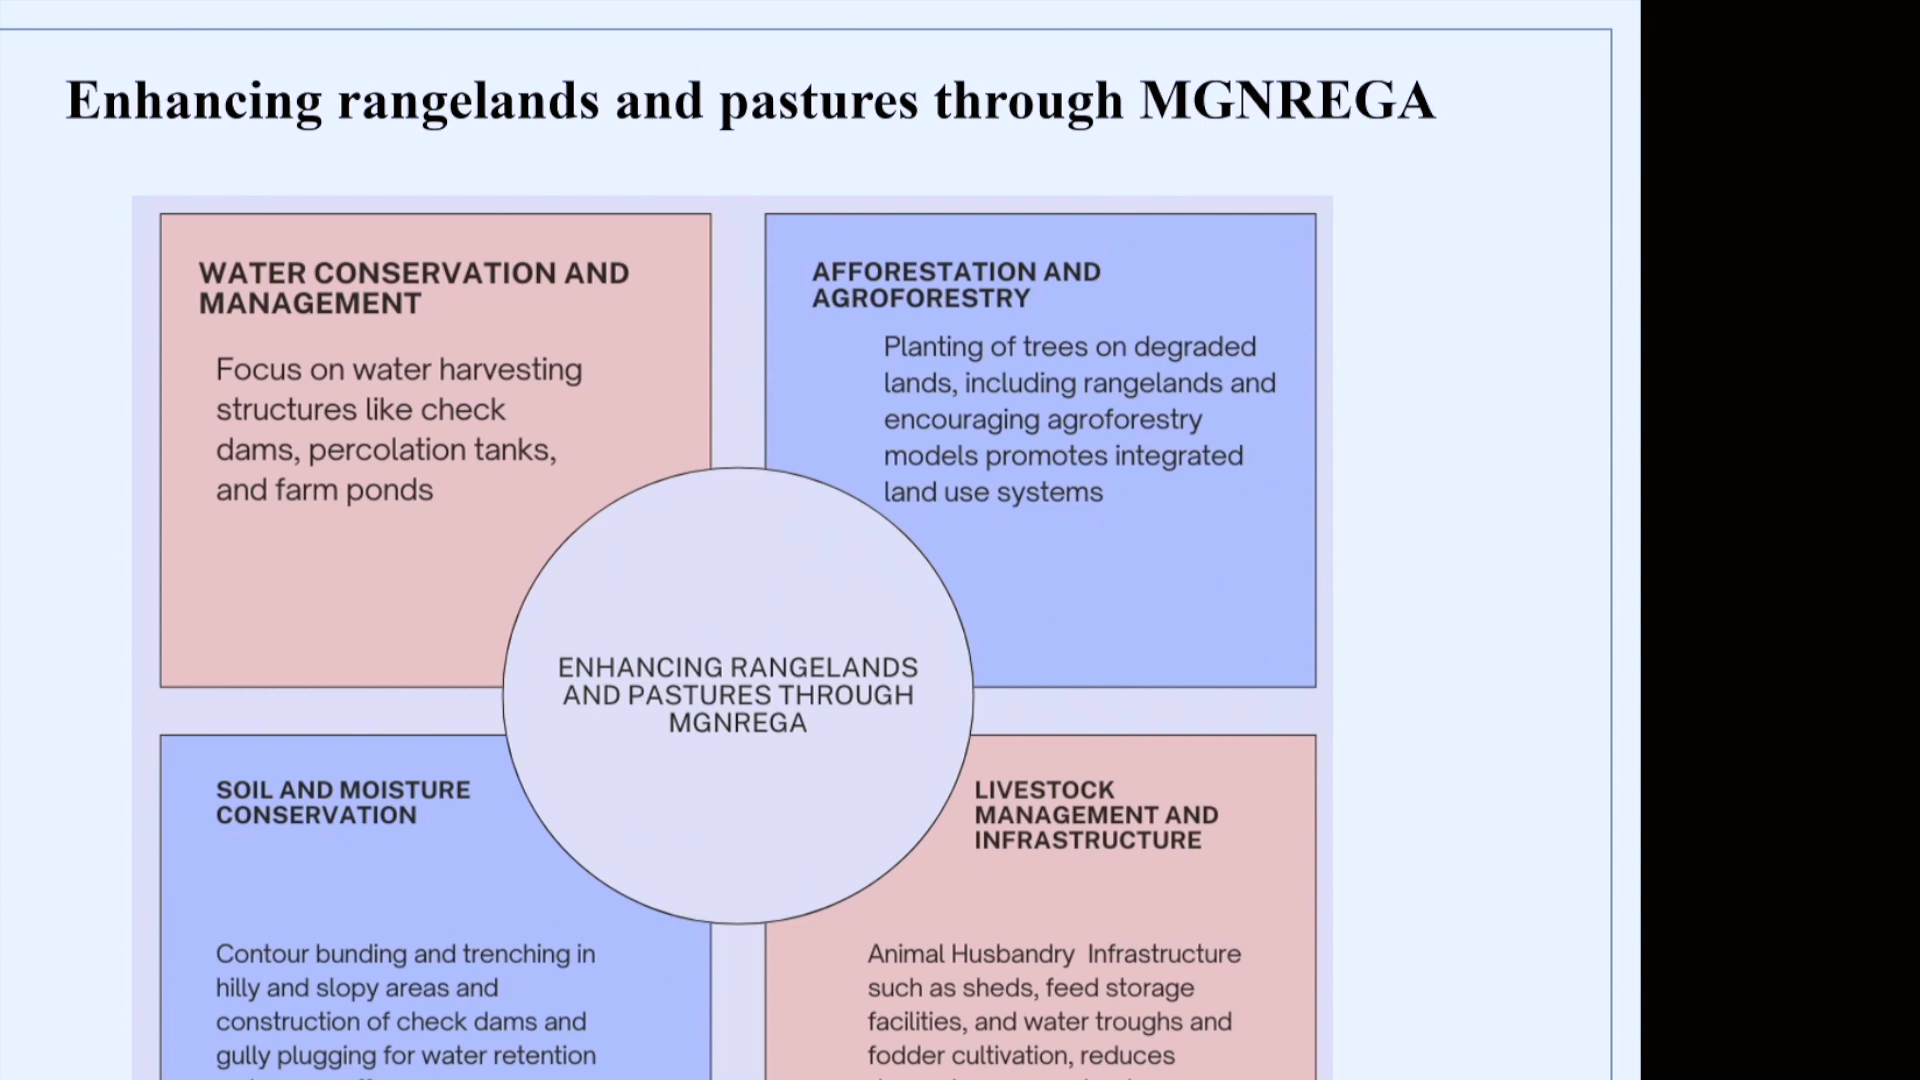 Enhancing rangelands and pastures through MGNREGA
WATER CONSERVATION AND
MANAGEMENT
Focus on water harvesting
structures like check
dams, percolation tanks,
and farm ponds
AFFORESTATION AND
AGROFORESTRY
Planting of trees on degraded
lands, including rangelands and
encouraging agroforestry
models promotes integrated
land use systems
ENHANCING RANGELANDS
AND PASTURES THROUGH
MGNREGA
SOIL AND MOISTURE
CONSERVATION
Contour bunding and trenching in
hilly and slopy areas and
construction of check dams and
gully plugging for water retention
LIVESTOCK
MANAGEMENT AND
INFRASTRUCTURE
Animal Husbandry  Infrastructure
such as sheds, feed storage
facilities, and water troughs and
fodder cultivation, reduces